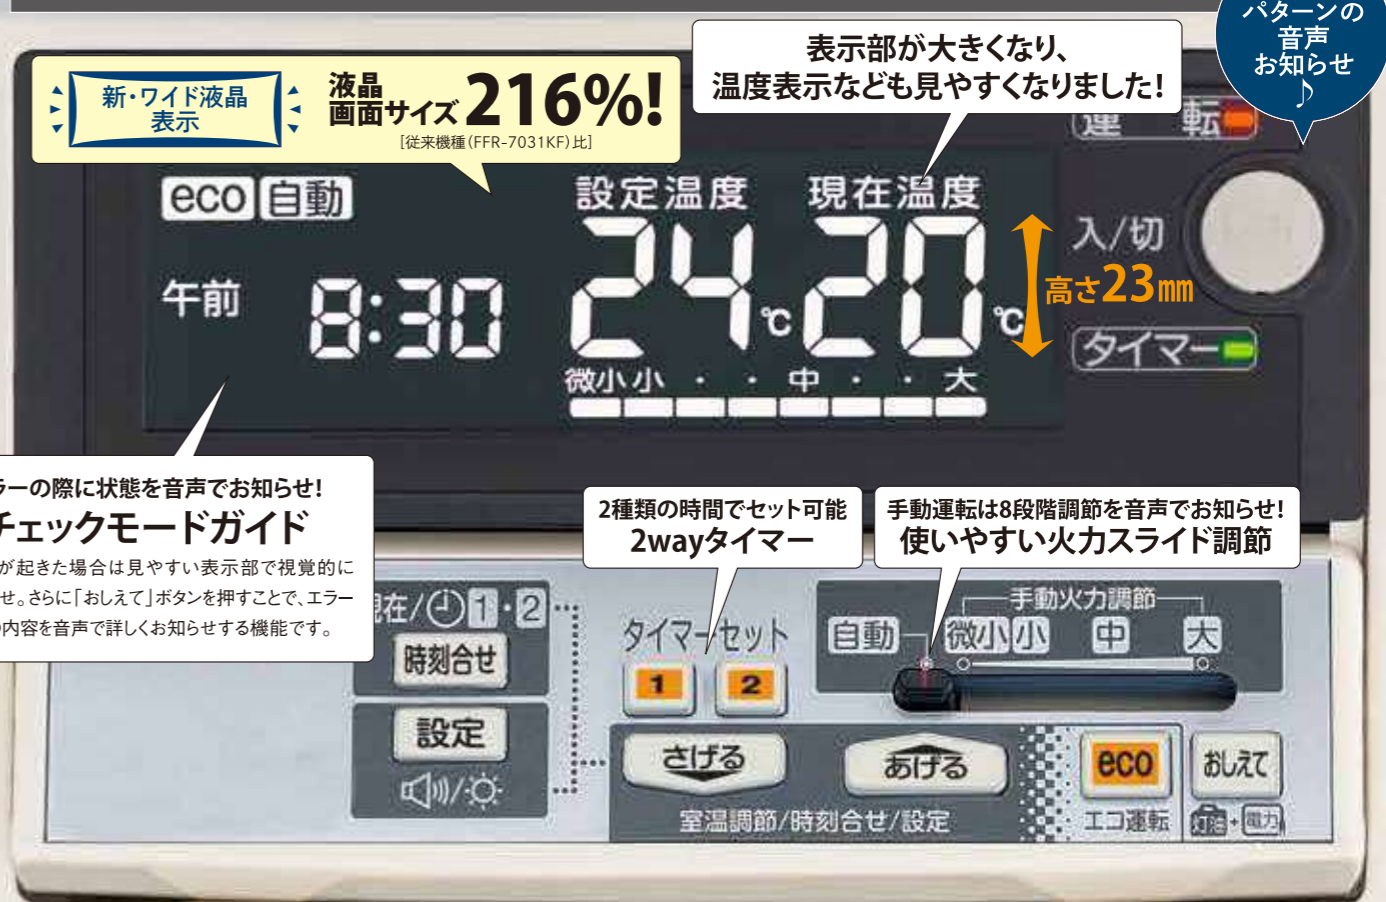 パターンの
音声
お知らせ
♪
表示部が大きくなり、
温度表示なども見やすくなりました!
新・ワイド液晶
表示
液晶
画面サイズ216%!
[従来機種(FFR-7031KF)比]
運 転
eco 自動
設定温度 現在温度
午前 8:30
24℃ 20℃
高さ23mm
入/切
タイマー
微小 小 ・ ・ 中 ・ ・ 大
ラーの際に状態を音声でお知らせ!
チェックモードガイド
が起きた場合は見やすい表示部で視覚的に
せ。さらに「おしえて」ボタンを押すことで、エラー
内容を音声で詳しくお知らせする機能です。
2種類の時間でセット可能
2wayタイマー
手動運転は8段階調節を音声でお知らせ!
使いやすい火力スライド調節
在/1・2
時刻合せ
設定
タイマーセット
1 2
手動火力調節
自動 微小 小 中 大
さげる あげる
室温調節/時刻合せ/設定
eco
エコ運転
おしえて
灯油+電力